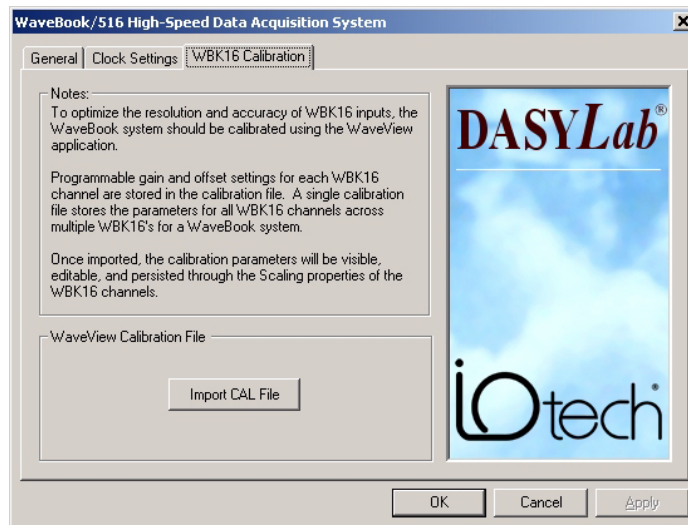 WaveBook/516 High-Speed Data Acquisition System
General
Clock Settings
WBK16 Calibration
Notes:
To optimize the resolution and accuracy of WBK16 inputs, the
WaveBook system should be calibrated using the WaveView
application.
Programmable gain and offset settings for each WBK16
channel are stored in the calibration file. A single calibration
file stores the parameters for all WBK16 channels across
multiple WBK16's for a WaveBook system.
Once imported, the calibration parameters will be visible,
editable, and persisted through the Scaling properties of the
WBK16 channels.
WaveView Calibration File
Import CAL File
DASYLab®
iOtech
OK
Cancel
Apply